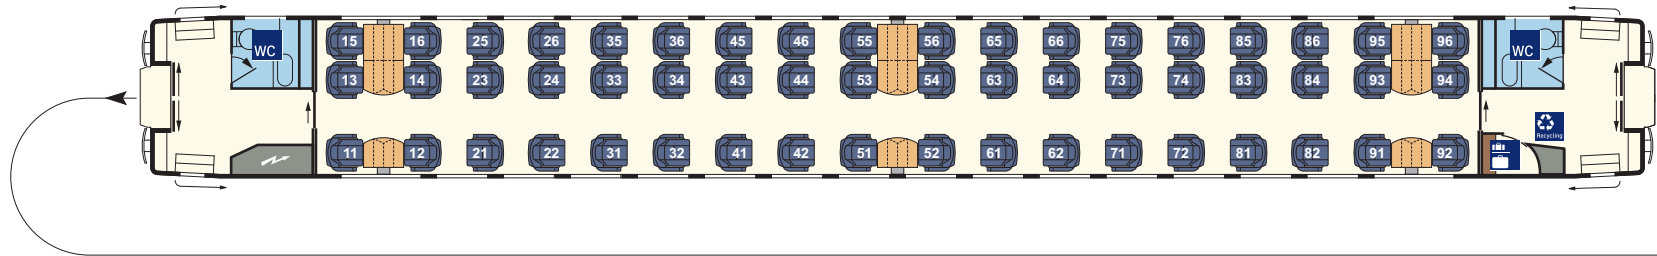 WC
15 16 25 26 35 36 45 46 55 56 65 66 75 76 85 86 95 96
WC
13 14 23 24 33 34 43 44 53 54 63 64 73 74 83 84 93 94
Recycling
11 12 21 22 31 32 41 42 51 52 61 62 71 72 81 82 91 92